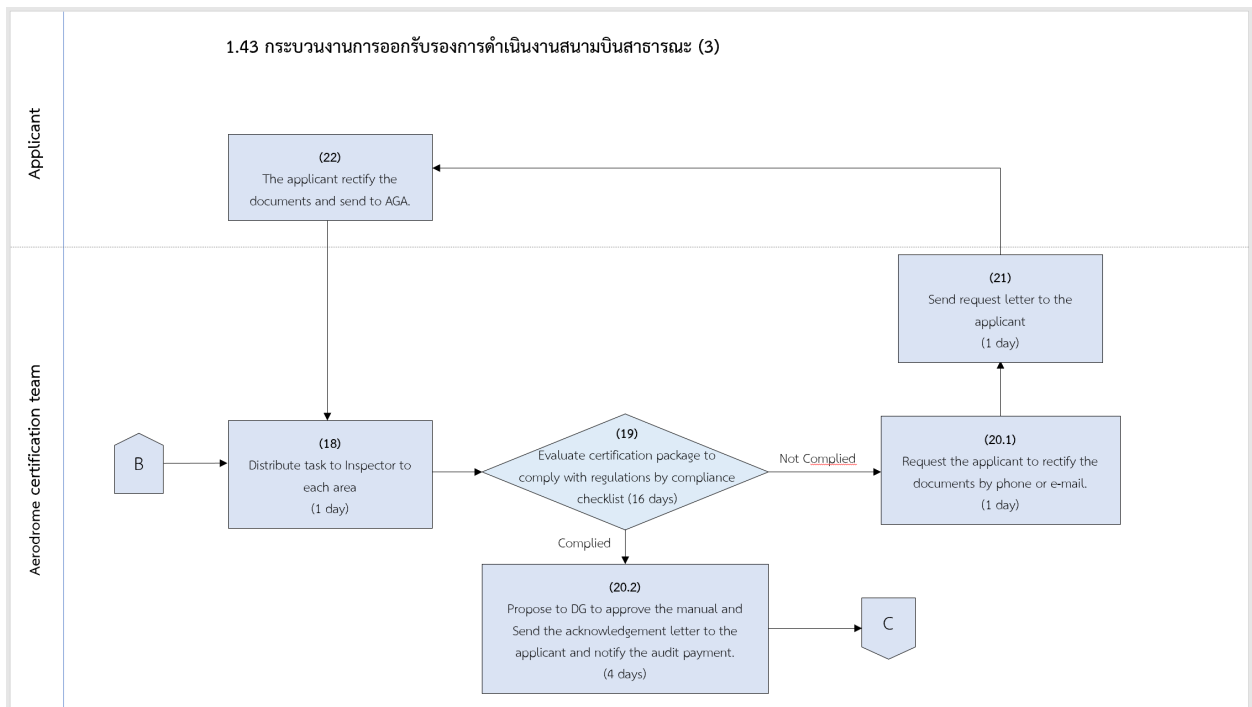 1.43 กระบวนงานการออกรับรองการดำเนินงานสนามบินสาธารณะ (3)
Applicant
(22)
The applicant rectify the
documents and send to AGA.
Aerodrome certification team
(21)
Send request letter to the
applicant
(1 day)
B
(18)
Distribute task to Inspector to
each area
(1 day)
(19)
Evaluate certification package to
comply with regulations by compliance
checklist (16 days)
Not Complied
(20.1)
Request the applicant to rectify the
documents by phone or e-mail.
(1 day)
Complied
(20.2)
Propose to DG to approve the manual and
Send the acknowledgement letter to the
applicant and notify the audit payment.
(4 days)
C